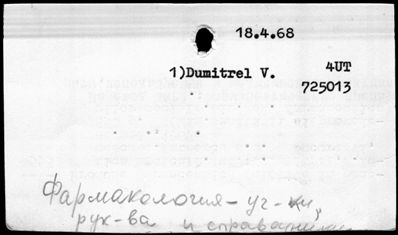 18.4.68
1)Dumitrel V.
4UT
725013
Фармакология – уч-ки,
рук-ва и справочники